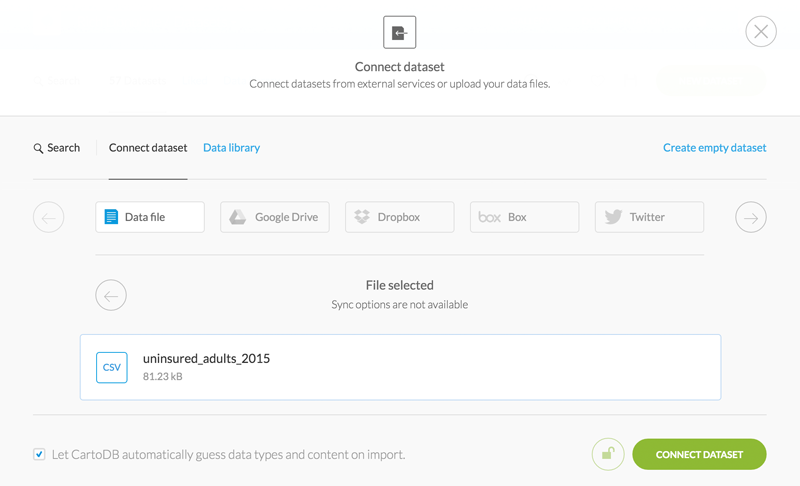 Connect dataset
Connect datasets from external services or upload your data files.
Search
Connect dataset
Data library
Create empty dataset
Data file
Google Drive
Dropbox
box Box
Twitter
File selected
Sync options are not available
CSV
uninsured_adults_2015
81.23 kB
Let CartoDB automatically guess data types and content on import.
CONNECT DATASET